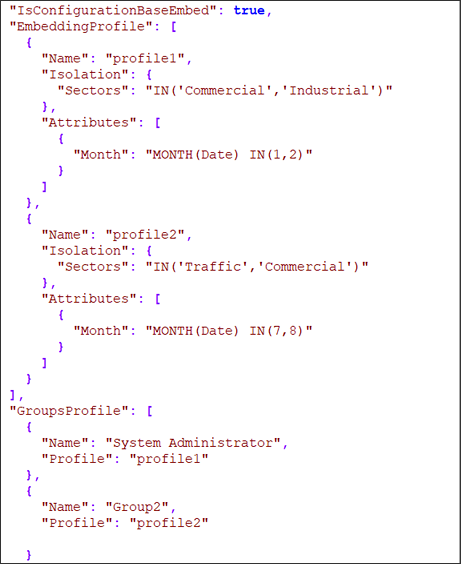 "IsConfigurationBaseEmbed": true,
"EmbeddingProfile": [
  {
    "Name": "profile1",
    "Isolation": {
      "Sectors": "IN('Commercial','Industrial')"
    },
    "Attributes": [
      {
        "Month": "MONTH(Date) IN(1,2)"
      }
    ]
  },
  {
    "Name": "profile2",
    "Isolation": {
      "Sectors": "IN('Traffic','Commercial')"
    },
    "Attributes": [
      {
        "Month": "MONTH(Date) IN(7,8)"
      }
    ]
  }
],
"GroupsProfile": [
  {
    "Name": "System Administrator",
    "Profile": "profile1"
  },
  {
    "Name": "Group2",
    "Profile": "profile2"

  }